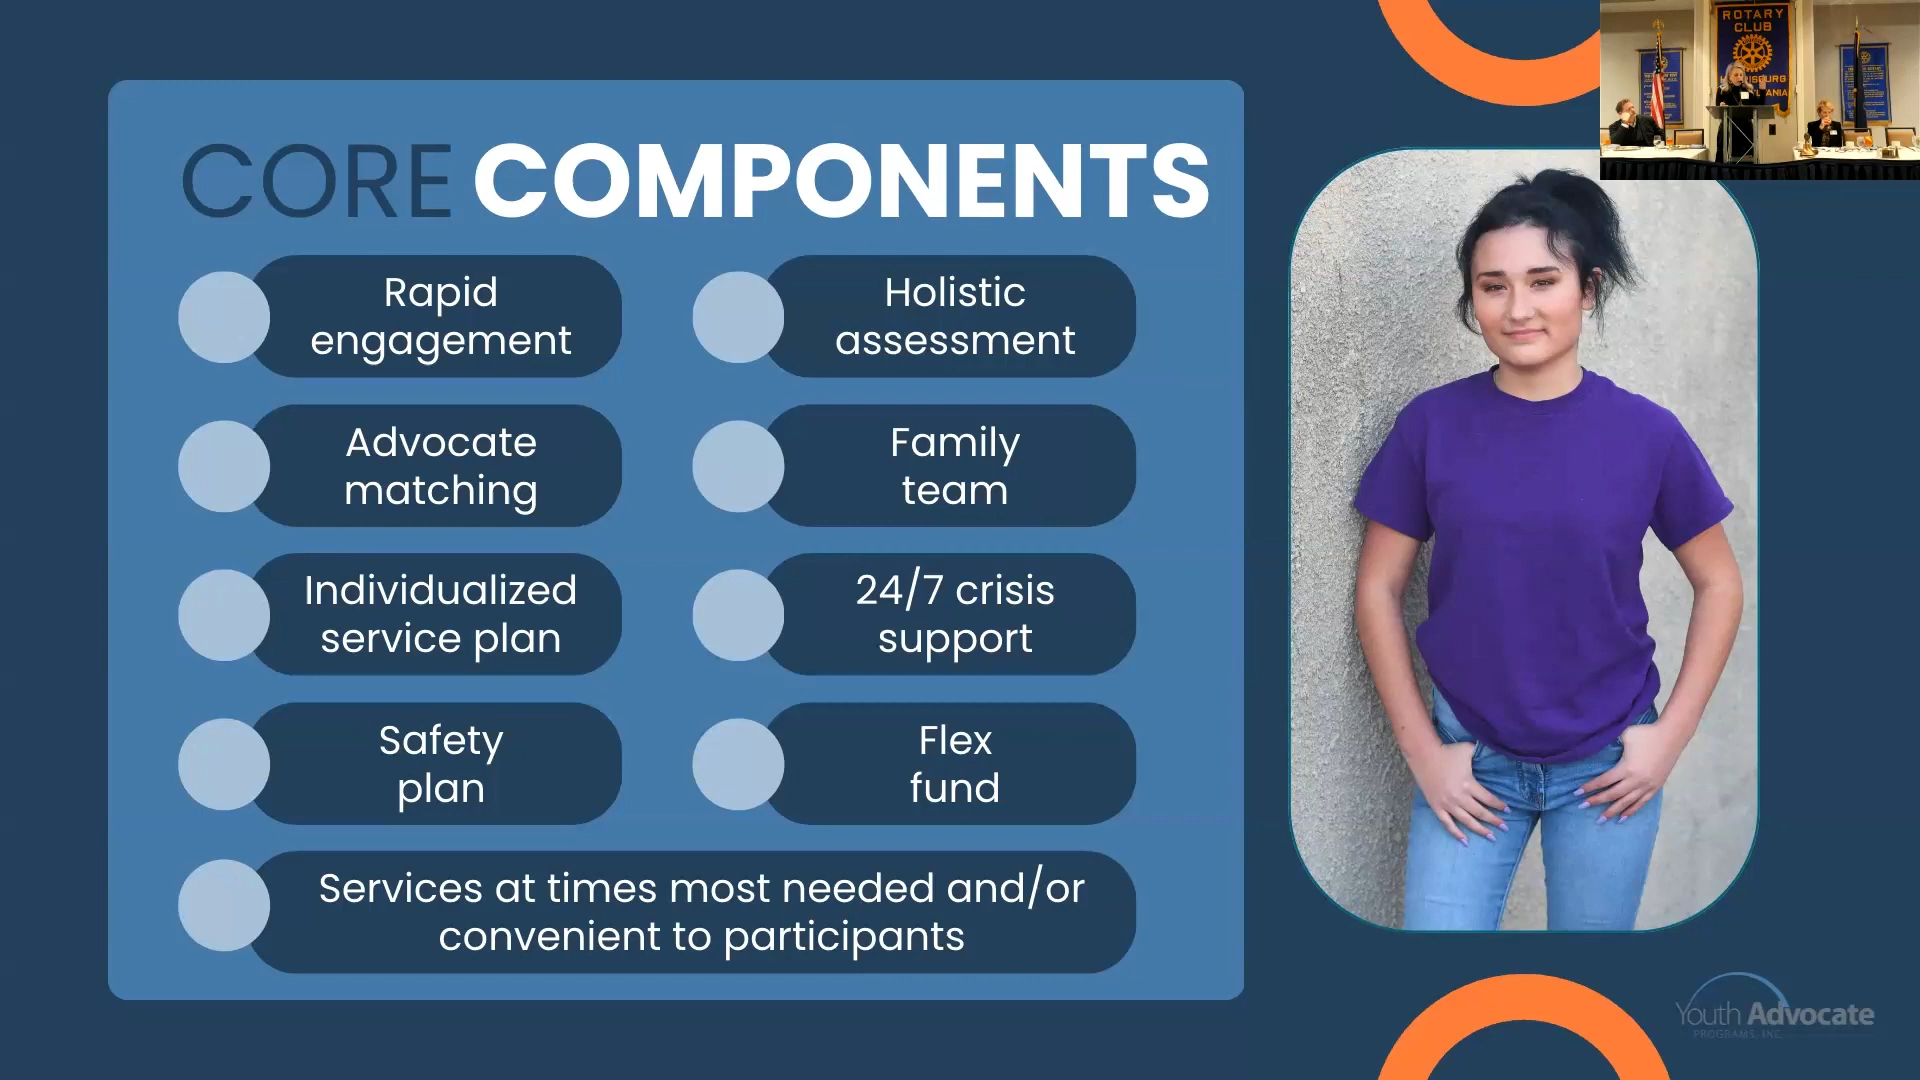 CORE COMPONENTS
Rapid
engagement
Holistic
assessment
Advocate
matching
Family
team
Individualized
service plan
24/7 crisis
support
Safety
plan
Flex
fund
Services at times most needed and/or
convenient to participants
ROTARY
CLUB
Youth Advocate
PROGRAMS, INC.